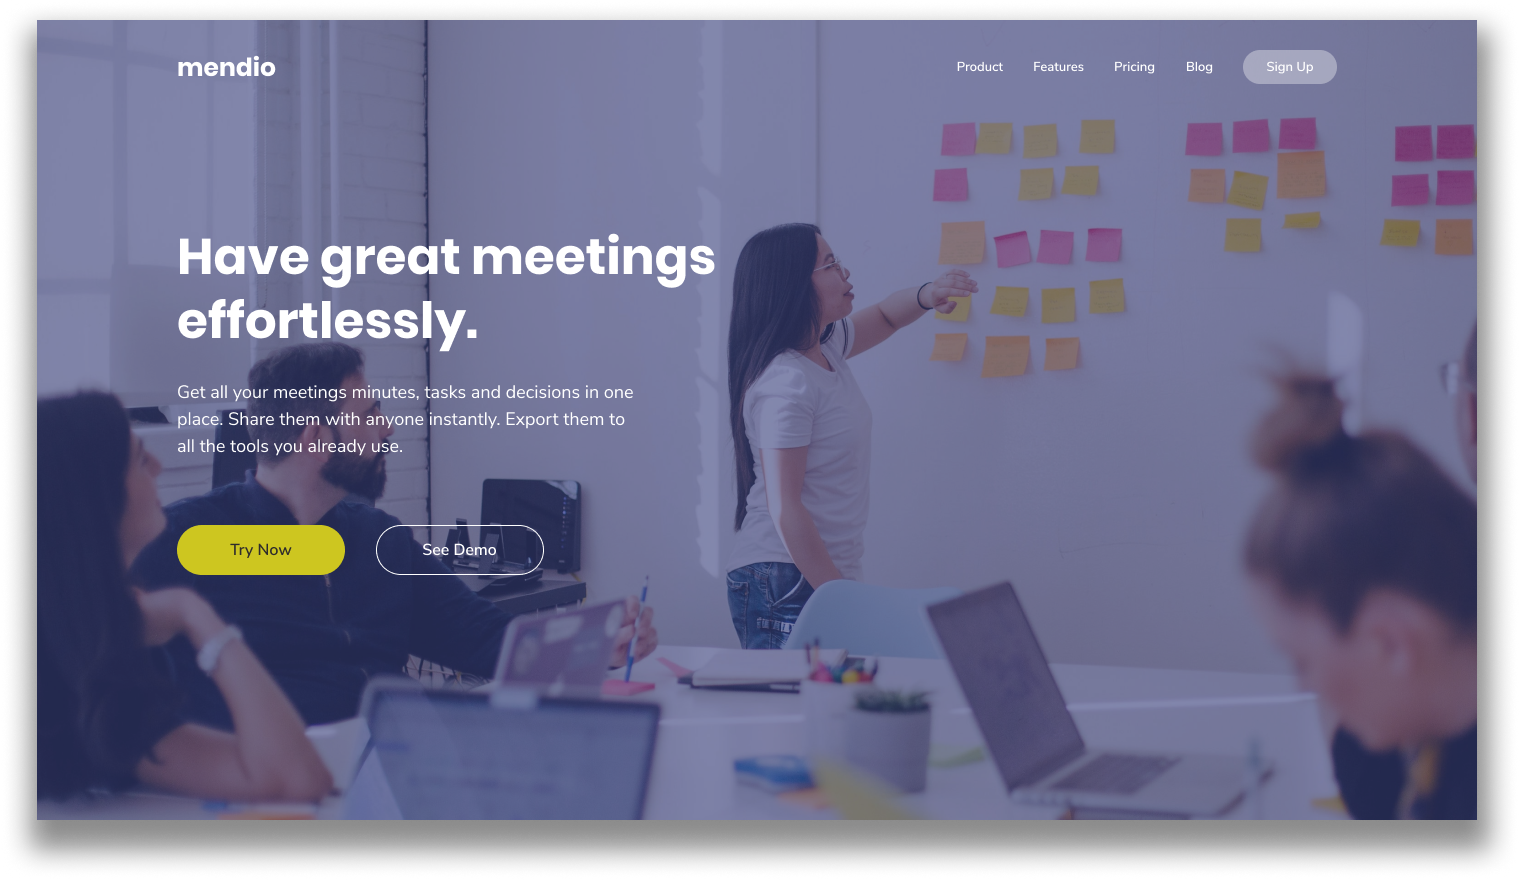 mendio
Product Features Pricing Blog Sign Up
Have great meetings
effortlessly.
Get all your meetings minutes, tasks and decisions in one
place. Share them with anyone instantly. Export them to
all the tools you already use.
Try Now See Demo